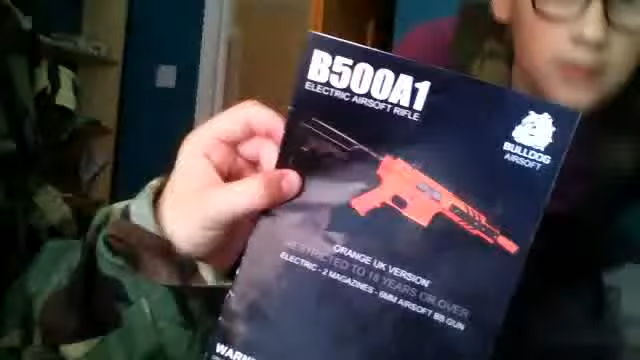 B500A1
ELECTRIC AIRSOFT RIFLE
BULLDOG
AIRSOFT
ORANGE UK VERSION
RESTRICTED TO 18 YEARS OR OVER
ELECTRIC - 2 MAGAZINES - 6MM AIRSOFT BB GUN